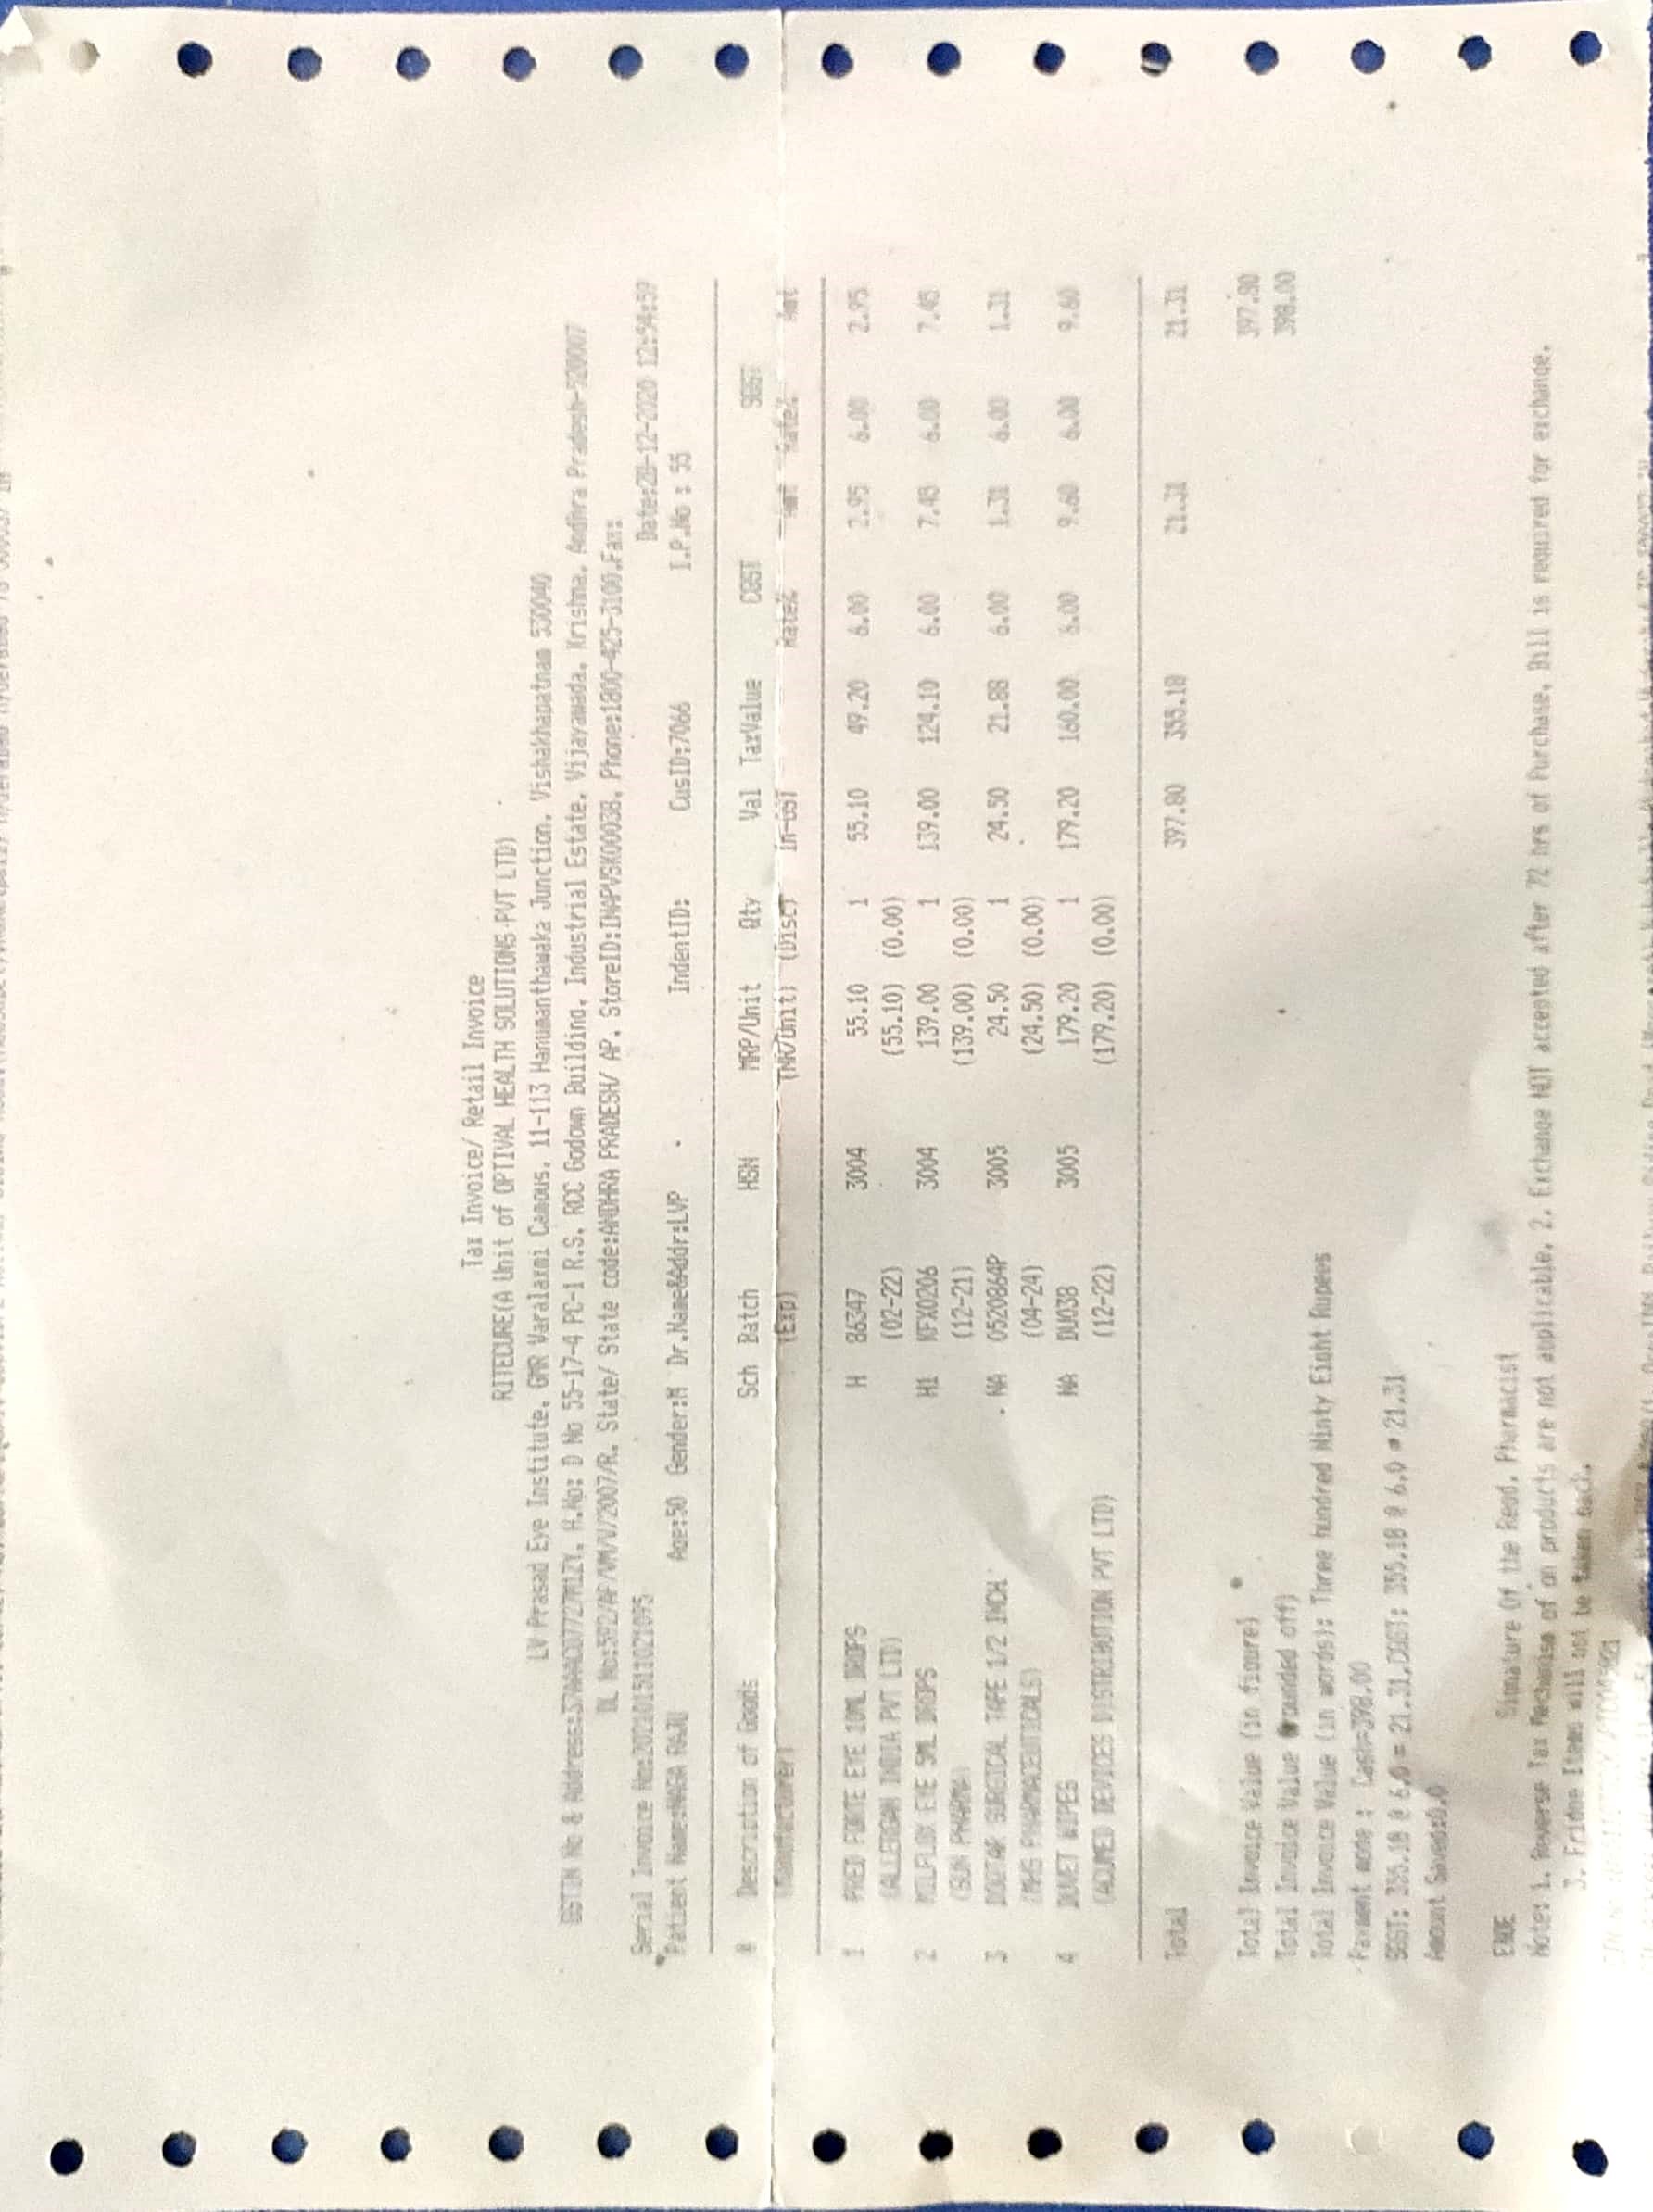 Tax Invoice/ Retail Invoice
RITECURE(A Unit of OPTIVAL HEALTH SOLUTIONS PVT LTD)
LV Prasad Eye Institute, GMR Varalaxmi Campus, 11-113 Hanumanthawaka Junction, Vishakhapatnam 530040
GSTIN No & Address: H.No: D No 55-17-4 PC-1 R.S. RDC Godown Building, Industrial Estate, Vijayawada, Krishna, Andhra Pradesh-520007
DL No:592/AP/VM/V/2007/R. State/ State code:ANDHRA PRADESH/ AP. StoreID:INAPVSK00038, Phone:1800-425-3100,Fax:
Serial Invoice No: Date:28-12-2020 12:54:59
Patient Name:NAGA RAJU Age:50 Gender:M Dr.Name&Addr:LVP . IndentID: CusID:7066 I.P.No : 55
# Description of Goods Sch Batch HSN MRP/Unit Qty Val TaxValue CGST SGST
(Manufacturer) (Exp) (NR/Unit) (Disc) in-GST Rate% Amt Rate% Amt
1 PRED FORTE EYE 10ML DROPS H 86347 3004 55.10 1 55.10 49.20 6.00 2.95 6.00 2.95
(ALLERGAN INDIA PVT LTD) (02-22) (55.10) (0.00)
2 MILFLOX EYE 5ML DROPS H1 KFX0206 3004 139.00 1 139.00 124.10 6.00 7.45 6.00 7.45
(SUN PHARMA) (12-21) (139.00) (0.00)
3 DOCTAR SURGICAL TAPE 1/2 INCH NA 0520864P 3005 24.50 1 24.50 21.88 6.00 1.31 6.00 1.31
(MHS PHARMACEUTICALS) (04-24) (24.50) (0.00)
4 DUVET WIPES NA DU038 3005 179.20 1 179.20 160.00 6.00 9.60 6.00 9.60
(ACUMED DEVICES DISTRIBUTION PVT LTD) (12-22) (179.20) (0.00)
Total 397.80 355.18 21.31 21.31
Total Invoice Value (in figure) 397.80
Total Invoice Value (rounded off) 398.00
Total Invoice Value (in words): Three hundred Ninty Eight Rupees
Payment mode : Cash=398.00
SGST: 355.18 @ 6.0 = 21.31,CGST: 355.18 @ 6.0 = 21.31
Amount Saved:0.0
E&OE Signature Of the Regd. Pharmacist
Note: 1. Reverse Tax Mechanism of on products are not applicable. 2. Exchange NOT accepted after 72 hrs of Purchase, Bill is required for exchange.
3. Fridge Items will not be taken back.